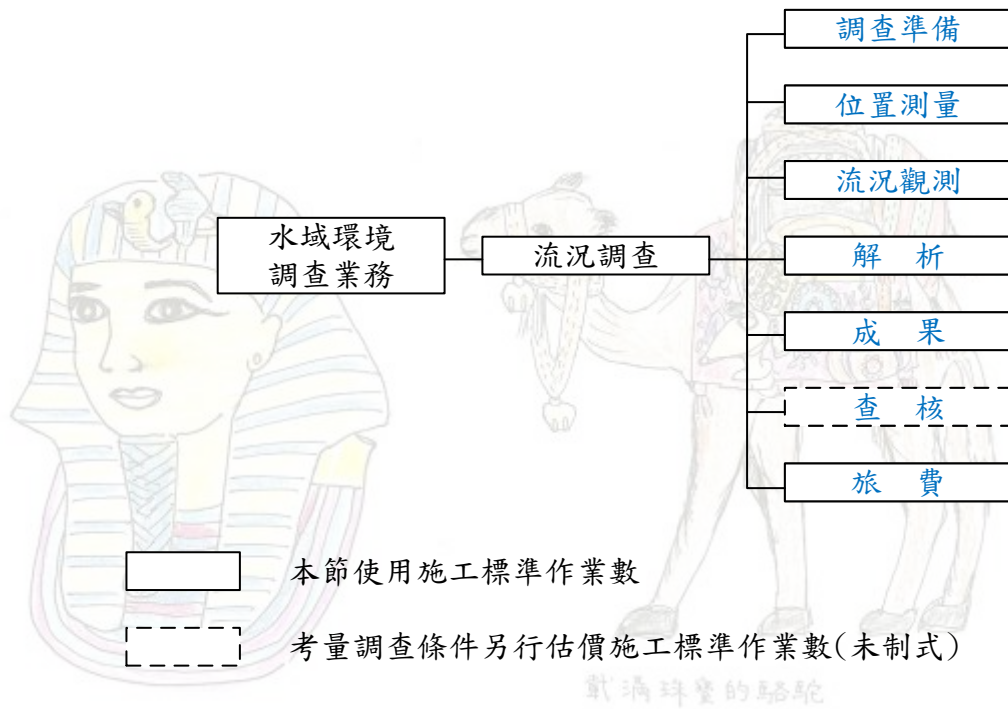 調查準備
位置測量
流況觀測
水域環境
調查業務
流況調查
解 析
成 果
查 核
旅 費
本節使用施工標準作業數
考量調查條件另行估價施工標準作業數(未制式)
載滿珠寶的駱駝